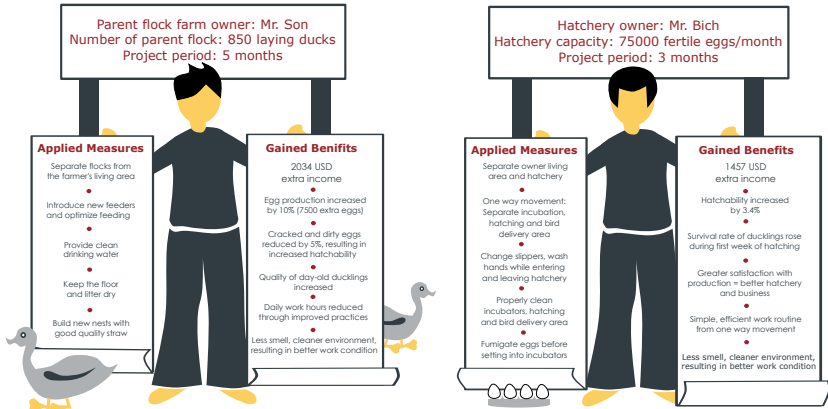 Parent flock farm owner: Mr. Son
Number of parent flock: 850 laying ducks
Project period: 5 months
Applied Measures
Separate flocks from
the farmer's living area
Introduce new feeders
and optimize feeding
Provide clean
drinking water
Keep the floor
and litter dry
Build new nests with
good quality straw
Gained Benefits
2034 USD
extra income
Egg production increased
by 10% (7500 extra eggs)
Cracked and dirty eggs
reduced by 5%, resulting in
increased hatchability
Quality of day-old ducklings
increased
Daily work hours reduced
through improved practices
Less smell, cleaner environment,
resulting in better work condition
Hatchery owner: Mr. Bich
Hatchery capacity: 75000 fertile eggs/month
Project period: 3 months
Applied Measures
Separate owner living
area and hatchery
One way movement:
Separate incubation,
hatching and bird
delivery area
Change slippers, wash
hands while entering
and leaving hatchery
Properly clean
incubators, hatching
and bird delivery area
Fumigate eggs before
setting into incubators
Gained Benefits
1457 USD
extra income
Hatchability increased
by 3.4%
Survival rate of ducklings rose
during first week of hatching
Greater satisfaction with
production = better hatchery
and business
Simple, efficient work routine
from one way movement
Less smell, cleaner environment,
resulting in better work condition